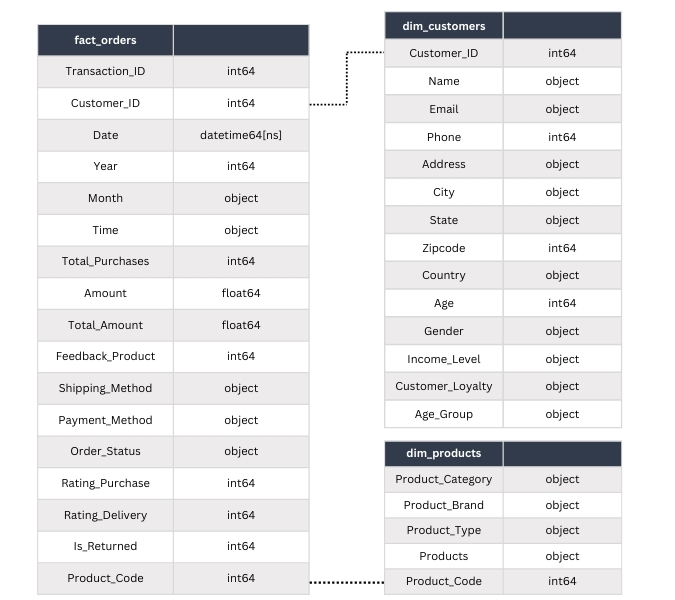 fact_orders
Transaction_ID int64
Customer_ID int64
Date datetime64[ns]
Year int64
Month object
Time object
Total_Purchases int64
Amount float64
Total_Amount float64
Feedback_Product int64
Shipping_Method object
Payment_Method object
Order_Status object
Rating_Purchase int64
Rating_Delivery int64
Is_Returned int64
Product_Code int64
dim_customers
Customer_ID int64
Name object
Email object
Phone int64
Address object
City object
State object
Zipcode int64
Country object
Age int64
Gender object
Income_Level object
Customer_Loyalty object
Age_Group object
dim_products
Product_Category object
Product_Brand object
Product_Type object
Products object
Product_Code int64